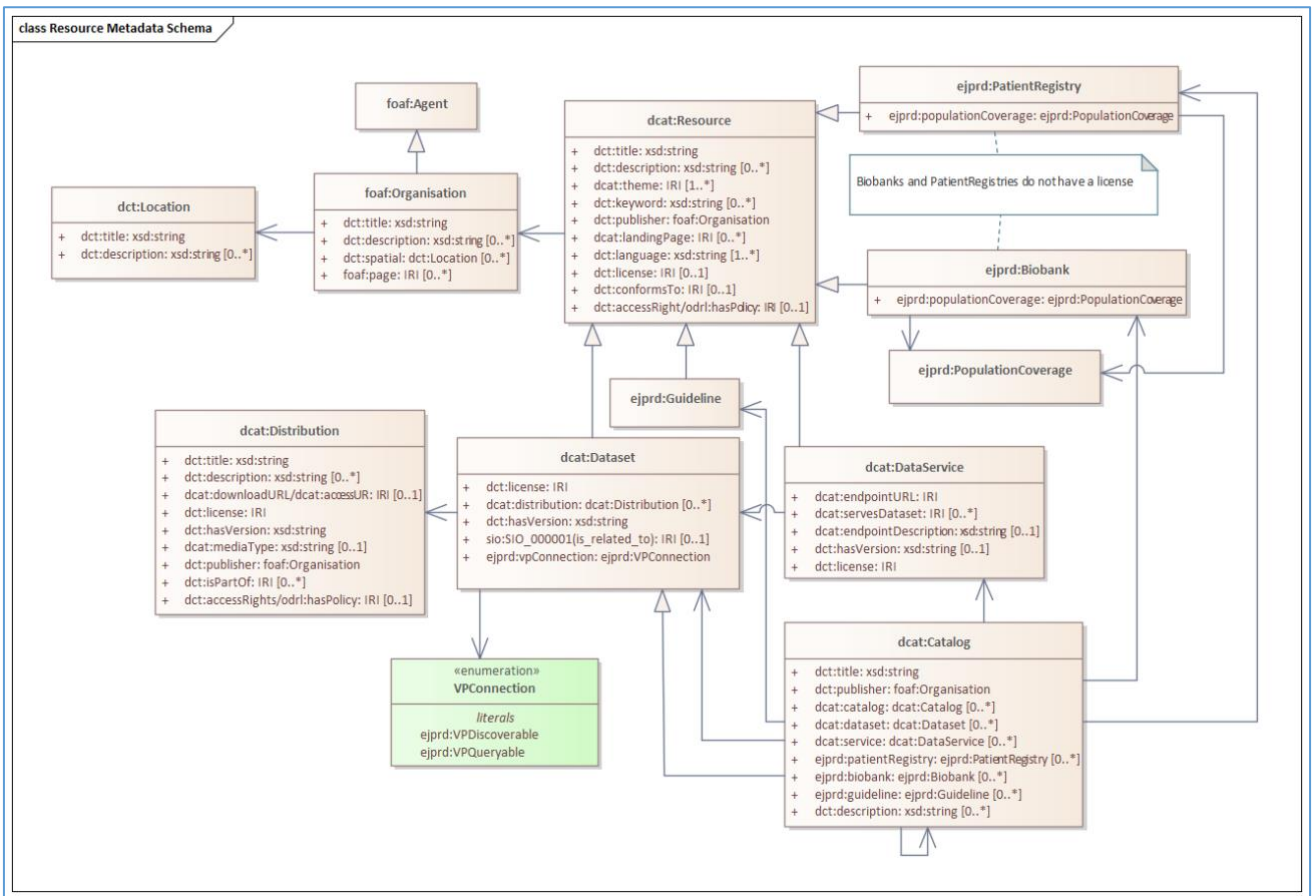 class Resource Metadata Schema
foaf:Agent
foaf:Organisation
+ dct:title: xsd:string
+ dct:description: xsd:string [0..*]
+ dct:spatial: dct:Location [0..*]
+ foaf:page: IRI [0..*]
dct:Location
+ dct:title: xsd:string
+ dct:description: xsd:string [0..*]
dcat:Resource
+ dct:title: xsd:string
+ dct:description: xsd:string [0..*]
+ dcat:theme: IRI [1..*]
+ dct:keyword: xsd:string [0..*]
+ dct:publisher: foaf:Organisation
+ dcat:landingPage: IRI [0..*]
+ dct:language: xsd:string [1..*]
+ dct:license: IRI [0..1]
+ dct:conformsTo: IRI [0..1]
+ dct:accessRight/odrl:hasPolicy: IRI [0..1]
ejprd:PatientRegistry
+ ejprd:populationCoverage: ejprd:PopulationCoverage
Biobanks and PatientRegistries do not have a license
ejprd:Biobank
+ ejprd:populationCoverage: ejprd:PopulationCoverage
ejprd:PopulationCoverage
ejprd:Guideline
dcat:Distribution
+ dct:title: xsd:string
+ dct:description: xsd:string [0..*]
+ dcat:downloadURL/dcat:accessUR: IRI [0..1]
+ dct:license: IRI
+ dct:hasVersion: xsd:string
+ dcat:mediaType: xsd:string [0..1]
+ dct:publisher: foaf:Organisation
+ dct:isPartOf: IRI [0..*]
+ dct:accessRights/odrl:hasPolicy: IRI [0..1]
dcat:Dataset
+ dct:license: IRI
+ dcat:distribution: dcat:Distribution [0..*]
+ dct:hasVersion: xsd:string
+ sio:SIO_000001(is_related_to): IRI [0..1]
+ ejprd:vpConnection: ejprd:VPConnection
dcat:DataService
+ dcat:endpointURL: IRI
+ dcat:servesDataset: IRI [0..*]
+ dcat:endpointDescription: xsd:string [0..1]
+ dct:hasVersion: xsd:string [0..1]
+ dct:license: IRI
«enumeration»
VPConnection
literals
ejprd:VPDiscoverable
ejprd:VPQueryable
dcat:Catalog
+ dct:title: xsd:string
+ dct:publisher: foaf:Organisation
+ dcat:catalog: dcat:Catalog [0..*]
+ dcat:dataset: dcat:Dataset [0..*]
+ dcat:service: dcat:DataService [0..*]
+ ejprd:patientRegistry: ejprd:PatientRegistry [0..*]
+ ejprd:biobank: ejprd:Biobank [0..*]
+ ejprd:guideline: ejprd:Guideline [0..*]
+ dct:description: xsd:string [0..*]